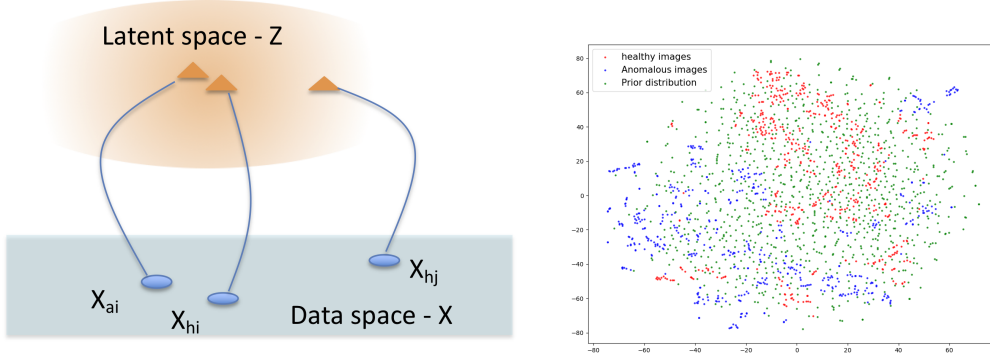 Latent space - Z
X_ai
X_hi
X_hj
Data space - X
healthy images
Anomalous images
Prior distribution
80
60
40
20
0
−20
−40
−60
−80
−80
−60
−40
−20
0
20
40
60